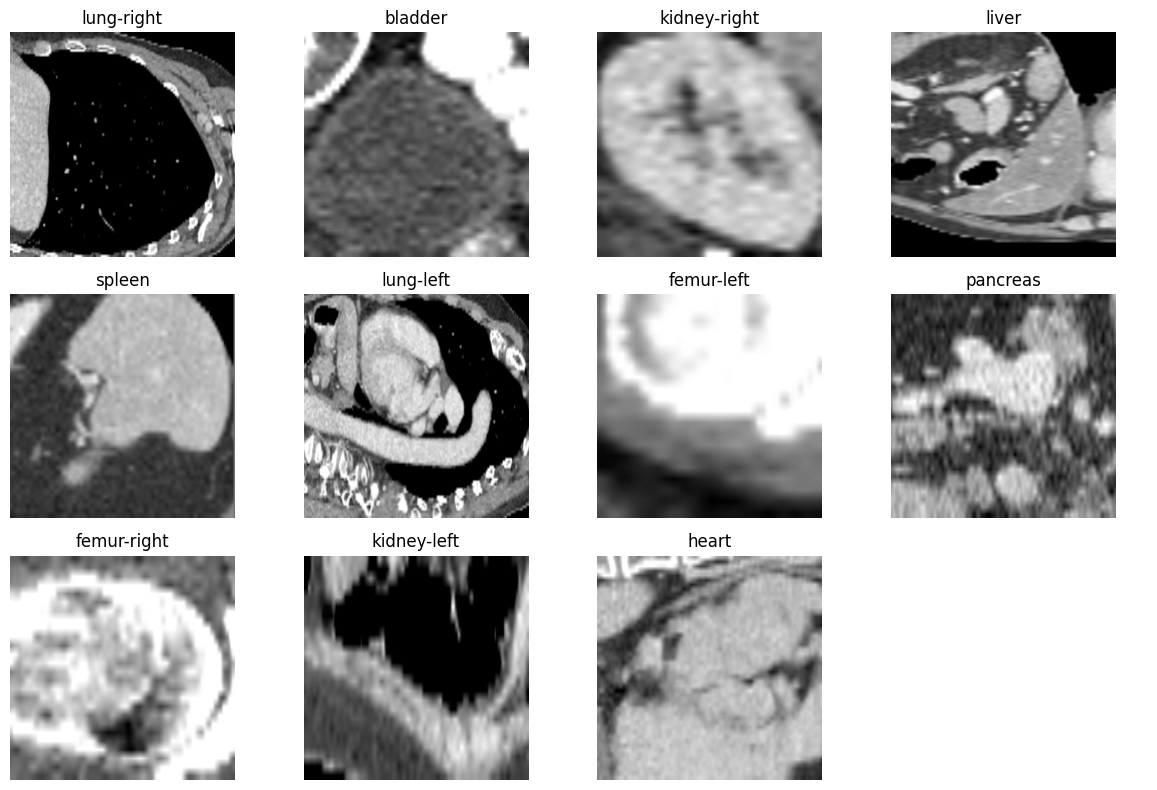 lung-right
bladder
kidney-right
liver
spleen
lung-left
femur-left
pancreas
femur-right
kidney-left
heart